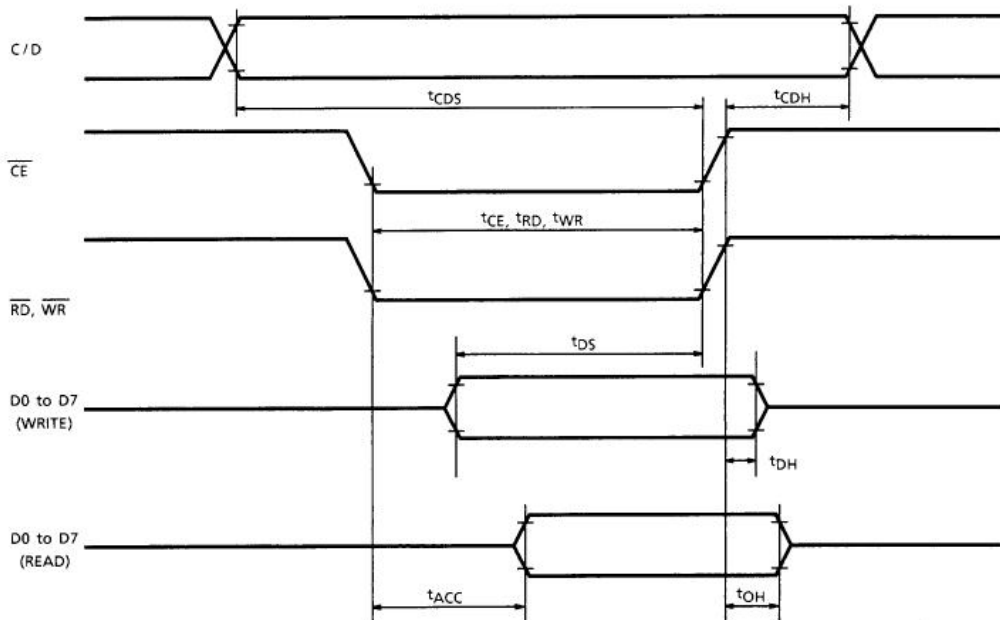 C/D
tCDS
tCDH
CE
tCE, tRD, tWR
RD, WR
tDS
D0 to D7
(WRITE)
tDH
D0 to D7
(READ)
tACC
tOH